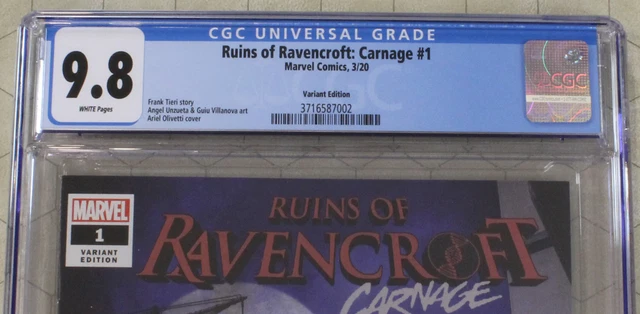 CGC UNIVERSAL GRADE
9.8
WHITE Pages
Ruins of Ravencroft: Carnage #1
Marvel Comics, 3/20
Variant Edition
Frank Tieri story
Angel Unzueta & Guiu Villanova art
Ariel Olivetti cover
3716587002
CGC
MARVEL
1
VARIANT
EDITION
RUINS OF
RAVENCROFT
CARNAGE